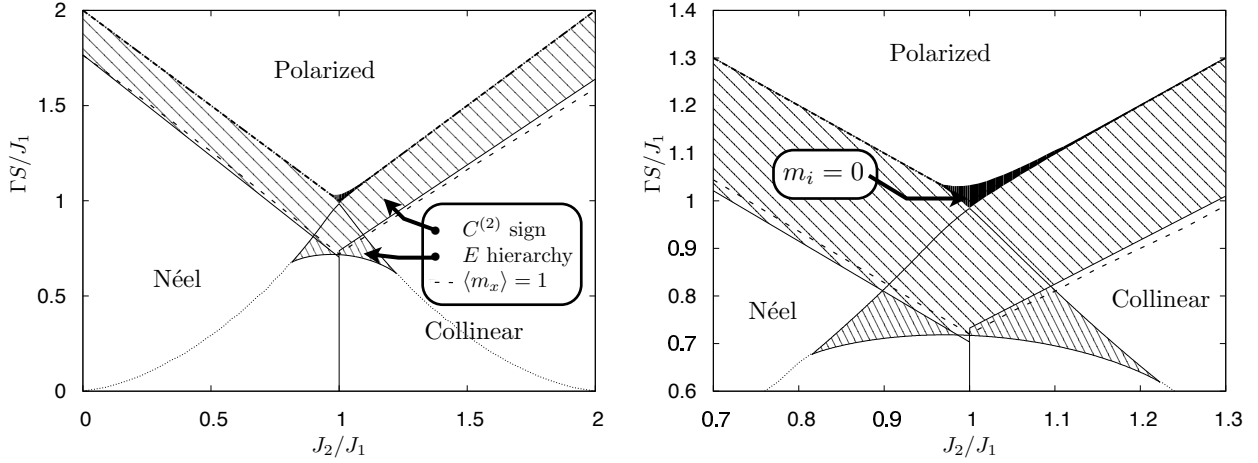 2
1.5
1
0.5
0
ΓS/J₁
Polarized
Néel
Collinear
C⁽²⁾ sign
E hierarchy
⟨mₓ⟩ = 1
0
0.5
1
1.5
2
J₂/J₁
1.4
1.3
1.2
1.1
1
0.9
0.8
0.7
0.6
ΓS/J₁
Polarized
mᵢ = 0
Néel
Collinear
0.7
0.8
0.9
1
1.1
1.2
1.3
J₂/J₁